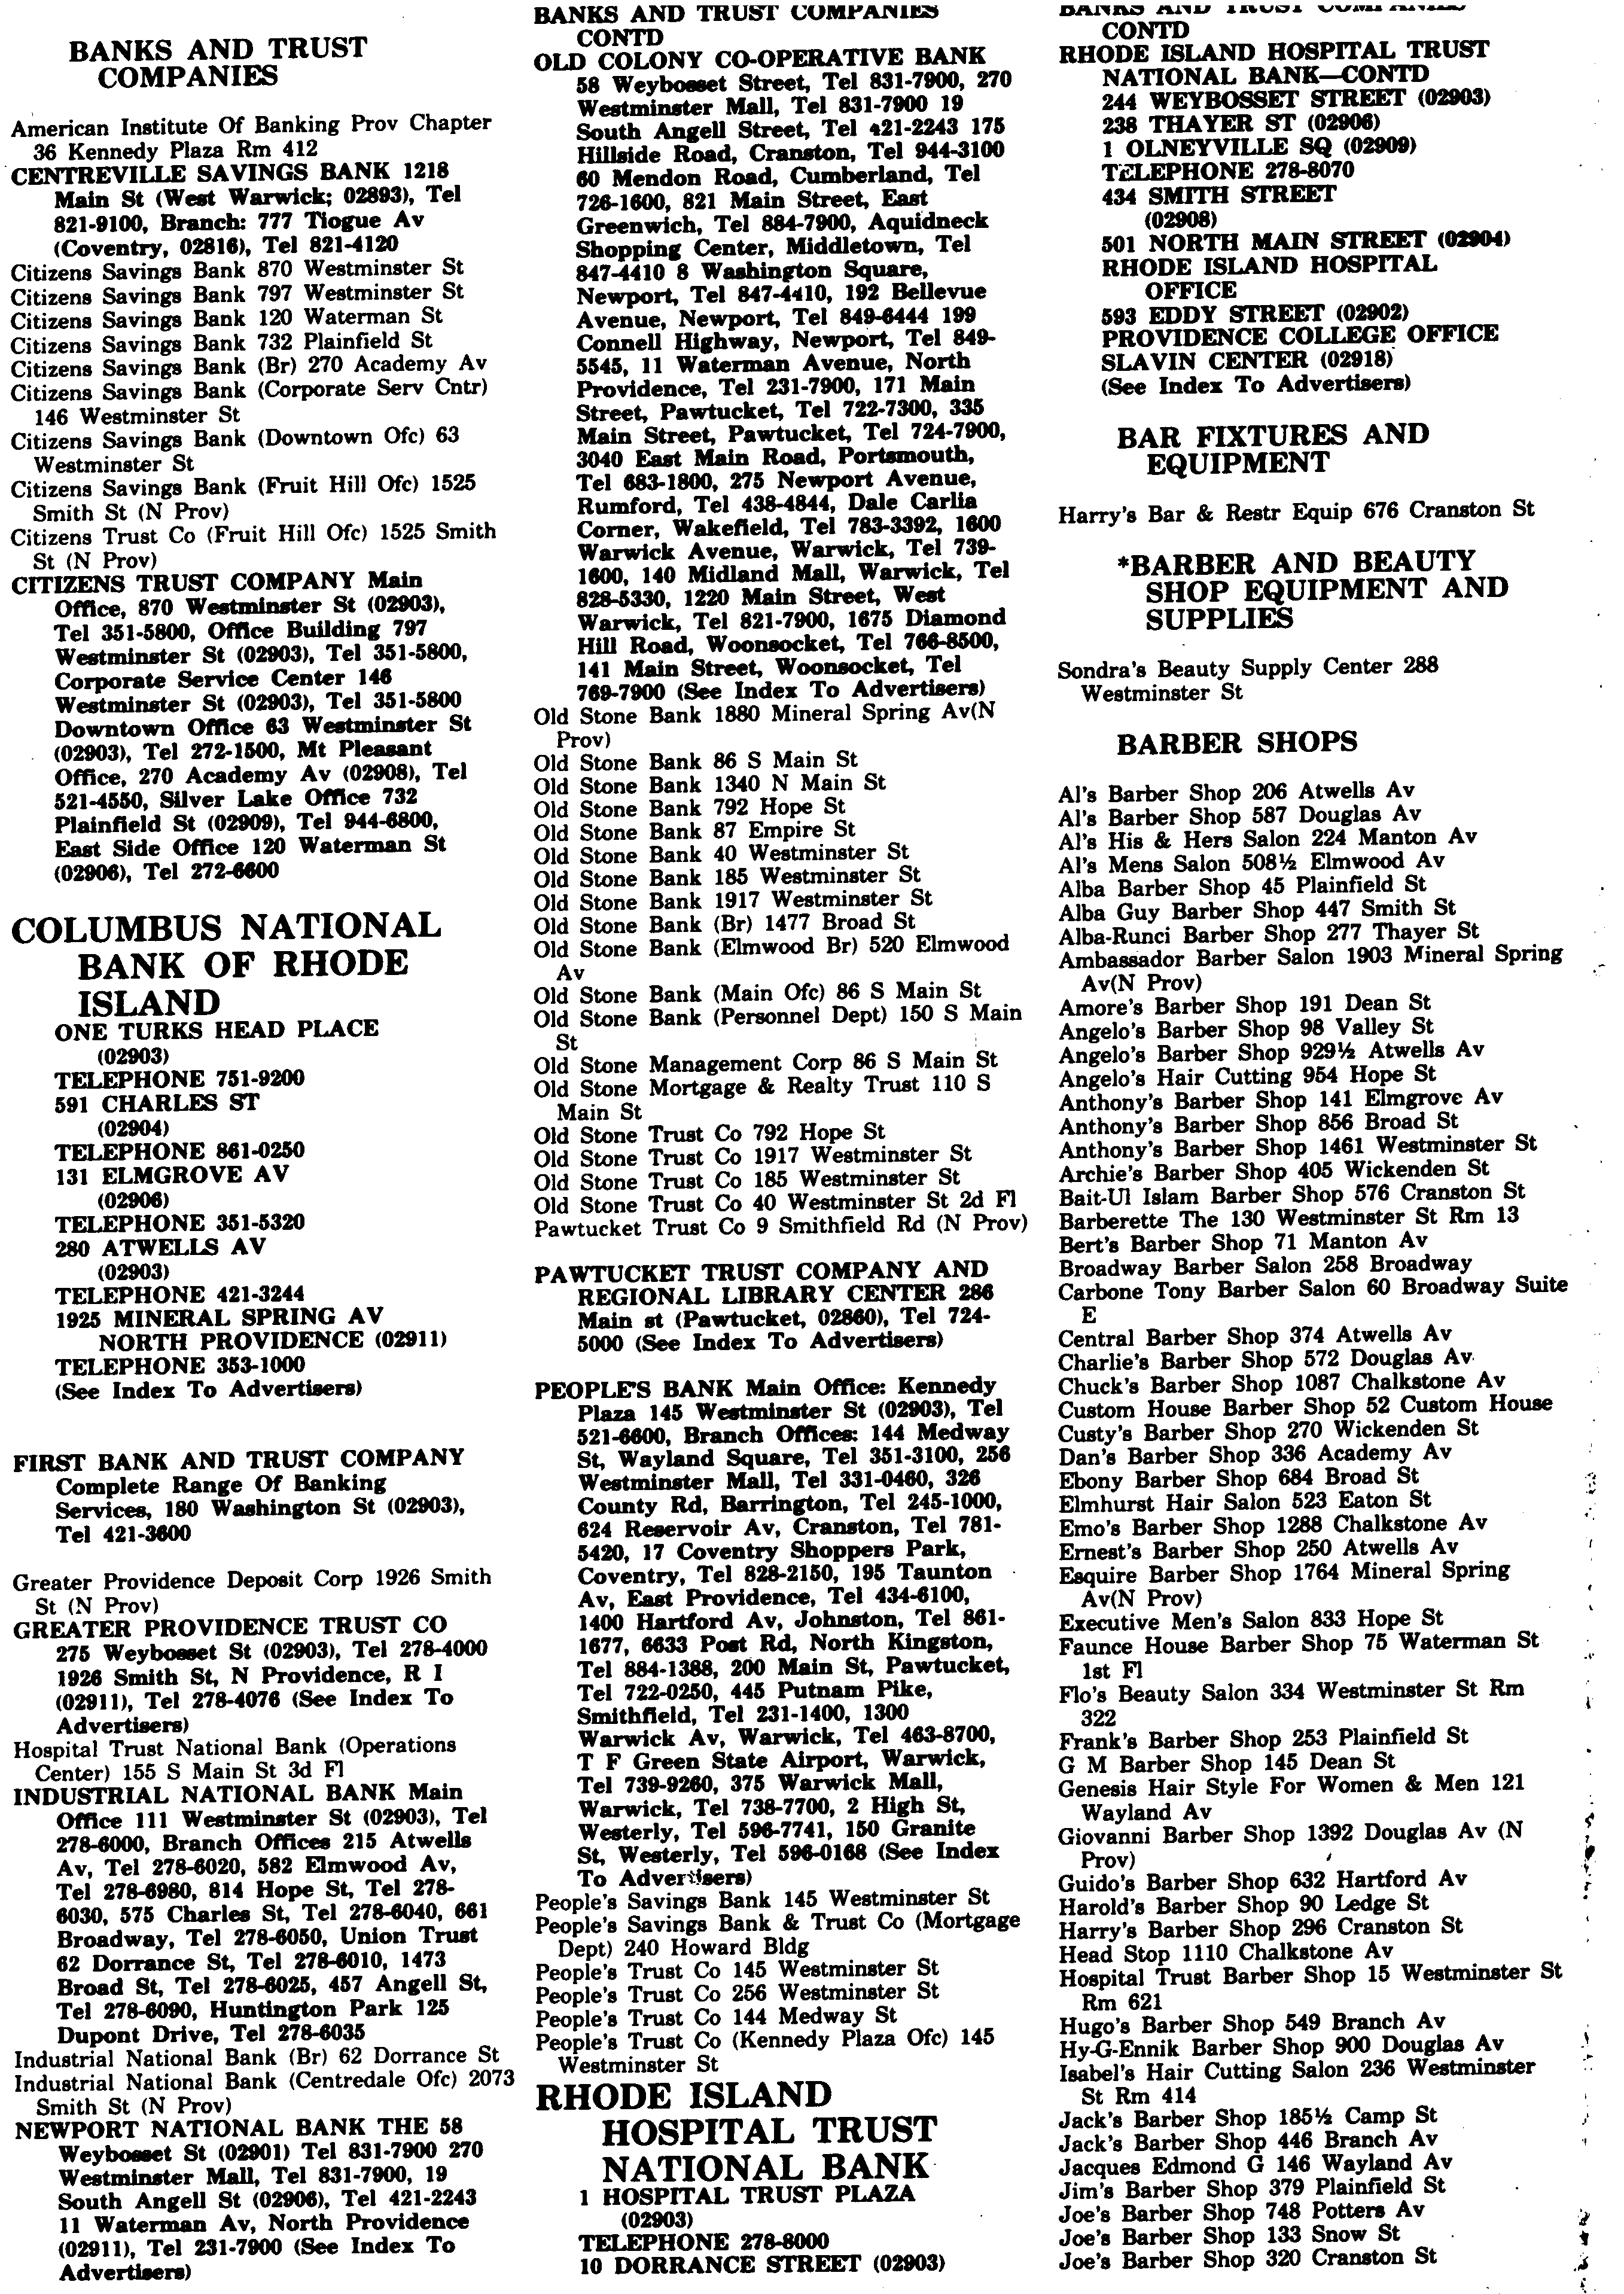 BANKS AND TRUST
COMPANIES
American Institute Of Banking Prov Chapter
36 Kennedy Plaza Rm 412
CENTREVILLE SAVINGS BANK 1218
Main St (West Warwick; 02893), Tel
821-9100, Branch: 777 Tiogue Av
(Coventry, 02816), Tel 821-4120
Citizens Savings Bank 870 Westminster St
Citizens Savings Bank 797 Westminster St
Citizens Savings Bank 120 Waterman St
Citizens Savings Bank 732 Plainfield St
Citizens Savings Bank (Br) 270 Academy Av
Citizens Savings Bank (Corporate Serv Cntr)
146 Westminster St
Citizens Savings Bank (Downtown Ofc) 63
Westminster St
Citizens Savings Bank (Fruit Hill Ofc) 1525
Smith St (N Prov)
Citizens Trust Co (Fruit Hill Ofc) 1525 Smith
St (N Prov)
CITIZENS TRUST COMPANY Main
Office, 870 Westminster St (02903),
Tel 351-5800, Office Building 797
Westminster St (02903), Tel 351-5800,
Corporate Service Center 146
Westminster St (02903), Tel 351-5800
Downtown Office 63 Westminster St
(02903), Tel 272-1500, Mt Pleasant
Office, 270 Academy Av (02908), Tel
521-4550, Silver Lake Office 732
Plainfield St (02909), Tel 944-6800,
East Side Office 120 Waterman St
(02906), Tel 272-6600
COLUMBUS NATIONAL
BANK OF RHODE
ISLAND
ONE TURKS HEAD PLACE
(02903)
TELEPHONE 751-9200
591 CHARLES ST
(02904)
TELEPHONE 861-0250
131 ELMGROVE AV
(02906)
TELEPHONE 351-5320
280 ATWELLS AV
(02903)
TELEPHONE 421-3244
1925 MINERAL SPRING AV
NORTH PROVIDENCE (02911)
TELEPHONE 353-1000
(See Index To Advertisers)
FIRST BANK AND TRUST COMPANY
Complete Range Of Banking
Services, 180 Washington St (02903),
Tel 421-3600
Greater Providence Deposit Corp 1926 Smith
St (N Prov)
GREATER PROVIDENCE TRUST CO
275 Weybosset St (02903), Tel 278-4000
1926 Smith St, N Providence, R I
(02911), Tel 278-4076 (See Index To
Advertisers)
Hospital Trust National Bank (Operations
Center) 155 S Main St 3d Fl
INDUSTRIAL NATIONAL BANK Main
Office 111 Westminster St (02903), Tel
278-6000, Branch Offices 215 Atwells
Av, Tel 278-6020, 582 Elmwood Av,
Tel 278-6980, 814 Hope St, Tel 278-
6030, 575 Charles St, Tel 278-6040, 661
Broadway, Tel 278-6050, Union Trust
62 Dorrance St, Tel 278-6010, 1473
Broad St, Tel 278-6025, 457 Angell St,
Tel 278-6090, Huntington Park 125
Dupont Drive, Tel 278-6035
Industrial National Bank (Br) 62 Dorrance St
Industrial National Bank (Centredale Ofc) 2073
Smith St (N Prov)
NEWPORT NATIONAL BANK THE 58
Weybosset St (02901) Tel 831-7900 270
Westminster Mall, Tel 831-7900, 19
South Angell St (02906), Tel 421-2243
11 Waterman Av, North Providence
(02911), Tel 231-7900 (See Index To
Advertisers)
BANKS AND TRUST COMPANIES
CONTD
OLD COLONY CO-OPERATIVE BANK
58 Weybosset Street, Tel 831-7900, 270
Westminster Mall, Tel 831-7900 19
South Angell Street, Tel 421-2243 175
Hillside Road, Cranston, Tel 944-3100
60 Mendon Road, Cumberland, Tel
726-1600, 821 Main Street, East
Greenwich, Tel 884-7900, Aquidneck
Shopping Center, Middletown, Tel
847-4410 8 Washington Square,
Newport, Tel 847-4410, 192 Bellevue
Avenue, Newport, Tel 849-6444 199
Connell Highway, Newport, Tel 849-
5545, 11 Waterman Avenue, North
Providence, Tel 231-7900, 171 Main
Street, Pawtucket, Tel 722-7300, 335
Main Street, Pawtucket, Tel 724-7900,
3040 East Main Road, Portsmouth,
Tel 683-1800, 275 Newport Avenue,
Rumford, Tel 438-4844, Dale Carlia
Corner, Wakefield, Tel 783-3392, 1600
Warwick Avenue, Warwick, Tel 739-
1600, 140 Midland Mall, Warwick, Tel
828-5330, 1220 Main Street, West
Warwick, Tel 821-7900, 1675 Diamond
Hill Road, Woonsocket, Tel 766-8500,
141 Main Street, Woonsocket, Tel
769-7900 (See Index To Advertisers)
Old Stone Bank 1880 Mineral Spring Av(N
Prov)
Old Stone Bank 86 S Main St
Old Stone Bank 1340 N Main St
Old Stone Bank 792 Hope St
Old Stone Bank 87 Empire St
Old Stone Bank 40 Westminster St
Old Stone Bank 185 Westminster St
Old Stone Bank 1917 Westminster St
Old Stone Bank (Br) 1477 Broad St
Old Stone Bank (Elmwood Br) 520 Elmwood
Av
Old Stone Bank (Main Ofc) 86 S Main St
Old Stone Bank (Personnel Dept) 150 S Main
St
Old Stone Management Corp 86 S Main St
Old Stone Mortgage & Realty Trust 110 S
Main St
Old Stone Trust Co 792 Hope St
Old Stone Trust Co 1917 Westminster St
Old Stone Trust Co 185 Westminster St
Old Stone Trust Co 40 Westminster St 2d Fl
Pawtucket Trust Co 9 Smithfield Rd (N Prov)
PAWTUCKET TRUST COMPANY AND
REGIONAL LIBRARY CENTER 286
Main st (Pawtucket, 02860), Tel 724-
5000 (See Index To Advertisers)
PEOPLE'S BANK Main Office: Kennedy
Plaza 145 Westminster St (02903), Tel
521-6600, Branch Offices: 144 Medway
St, Wayland Square, Tel 351-3100, 256
Westminster Mall, Tel 331-0460, 326
County Rd, Barrington, Tel 245-1000,
624 Reservoir Av, Cranston, Tel 781-
5420, 17 Coventry Shoppers Park,
Coventry, Tel 828-2150, 195 Taunton
Av, East Providence, Tel 434-6100,
1400 Hartford Av, Johnston, Tel 861-
1677, 6633 Post Rd, North Kingston,
Tel 884-1388, 200 Main St, Pawtucket,
Tel 722-0250, 445 Putnam Pike,
Smithfield, Tel 231-1400, 1300
Warwick Av, Warwick, Tel 463-8700,
T F Green State Airport, Warwick,
Tel 739-9260, 375 Warwick Mall,
Warwick, Tel 738-7700, 2 High St,
Westerly, Tel 596-7741, 150 Granite
St, Westerly, Tel 596-0168 (See Index
To Advertisers)
People's Savings Bank 145 Westminster St
People's Savings Bank & Trust Co (Mortgage
Dept) 240 Howard Bldg
People's Trust Co 145 Westminster St
People's Trust Co 256 Westminster St
People's Trust Co 144 Medway St
People's Trust Co (Kennedy Plaza Ofc) 145
Westminster St
RHODE ISLAND
HOSPITAL TRUST
NATIONAL BANK
1 HOSPITAL TRUST PLAZA
(02903)
TELEPHONE 278-8000
10 DORRANCE STREET (02903)
BANKS AND TRUST COMPANIES
CONTD
RHODE ISLAND HOSPITAL TRUST
NATIONAL BANK—CONTD
244 WEYBOSSET STREET (02903)
238 THAYER ST (02906)
1 OLNEYVILLE SQ (02909)
TELEPHONE 278-8070
434 SMITH STREET
(02908)
501 NORTH MAIN STREET (02904)
RHODE ISLAND HOSPITAL
OFFICE
593 EDDY STREET (02902)
PROVIDENCE COLLEGE OFFICE
SLAVIN CENTER (02918)
(See Index To Advertisers)
BAR FIXTURES AND
EQUIPMENT
Harry's Bar & Restr Equip 676 Cranston St
*BARBER AND BEAUTY
SHOP EQUIPMENT AND
SUPPLIES
Sondra's Beauty Supply Center 288
Westminster St
BARBER SHOPS
Al's Barber Shop 206 Atwells Av
Al's Barber Shop 587 Douglas Av
Al's His & Hers Salon 224 Manton Av
Al's Mens Salon 508½ Elmwood Av
Alba Barber Shop 45 Plainfield St
Alba Guy Barber Shop 447 Smith St
Alba-Runci Barber Shop 277 Thayer St
Ambassador Barber Salon 1903 Mineral Spring
Av(N Prov)
Amore's Barber Shop 191 Dean St
Angelo's Barber Shop 98 Valley St
Angelo's Barber Shop 929½ Atwells Av
Angelo's Hair Cutting 954 Hope St
Anthony's Barber Shop 141 Elmgrove Av
Anthony's Barber Shop 856 Broad St
Anthony's Barber Shop 1461 Westminster St
Archie's Barber Shop 405 Wickenden St
Bait-Ul Islam Barber Shop 576 Cranston St
Barberette The 130 Westminster St Rm 13
Bert's Barber Shop 71 Manton Av
Broadway Barber Salon 258 Broadway
Carbone Tony Barber Salon 60 Broadway Suite
E
Central Barber Shop 374 Atwells Av
Charlie's Barber Shop 572 Douglas Av
Chuck's Barber Shop 1087 Chalkstone Av
Custom House Barber Shop 52 Custom House
Custy's Barber Shop 270 Wickenden St
Dan's Barber Shop 336 Academy Av
Ebony Barber Shop 684 Broad St
Elmhurst Hair Salon 523 Eaton St
Emo's Barber Shop 1288 Chalkstone Av
Ernest's Barber Shop 250 Atwells Av
Esquire Barber Shop 1764 Mineral Spring
Av(N Prov)
Executive Men's Salon 833 Hope St
Faunce House Barber Shop 75 Waterman St
1st Fl
Flo's Beauty Salon 334 Westminster St Rm
322
Frank's Barber Shop 253 Plainfield St
G M Barber Shop 145 Dean St
Genesis Hair Style For Women & Men 121
Wayland Av
Giovanni Barber Shop 1392 Douglas Av (N
Prov)
Guido's Barber Shop 632 Hartford Av
Harold's Barber Shop 90 Ledge St
Harry's Barber Shop 296 Cranston St
Head Stop 1110 Chalkstone Av
Hospital Trust Barber Shop 15 Westminster St
Rm 621
Hugo's Barber Shop 549 Branch Av
Hy-G-Ennik Barber Shop 900 Douglas Av
Isabel's Hair Cutting Salon 236 Westminster
St Rm 414
Jack's Barber Shop 185½ Camp St
Jack's Barber Shop 446 Branch Av
Jacques Edmond G 146 Wayland Av
Jim's Barber Shop 379 Plainfield St
Joe's Barber Shop 748 Potters Av
Joe's Barber Shop 133 Snow St
Joe's Barber Shop 320 Cranston St